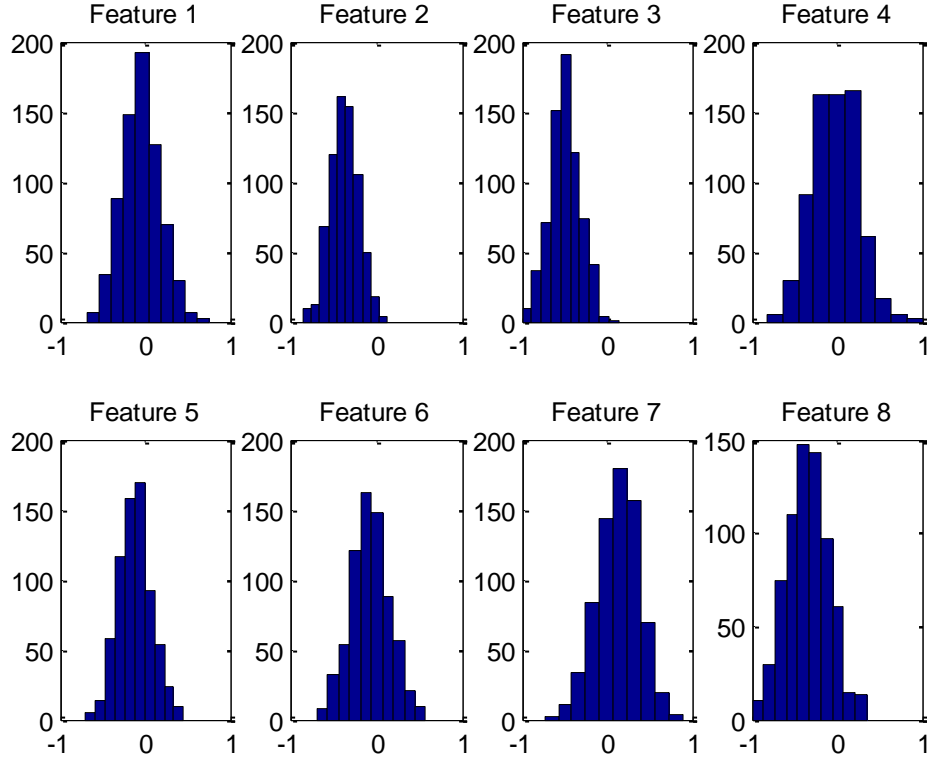 Feature 1 Feature 2 Feature 3 Feature 4
200 200 200 200
150 150 150 150
100 100 100 100
50 50 50 50
0 0 0 0
-1 0 1 -1 0 1 -1 0 1 -1 0 1
Feature 5 Feature 6 Feature 7 Feature 8
200 200 200 150
150 150 150
100
100 100 100
50
50 50 50
0 0 0 0
-1 0 1 -1 0 1 -1 0 1 -1 0 1